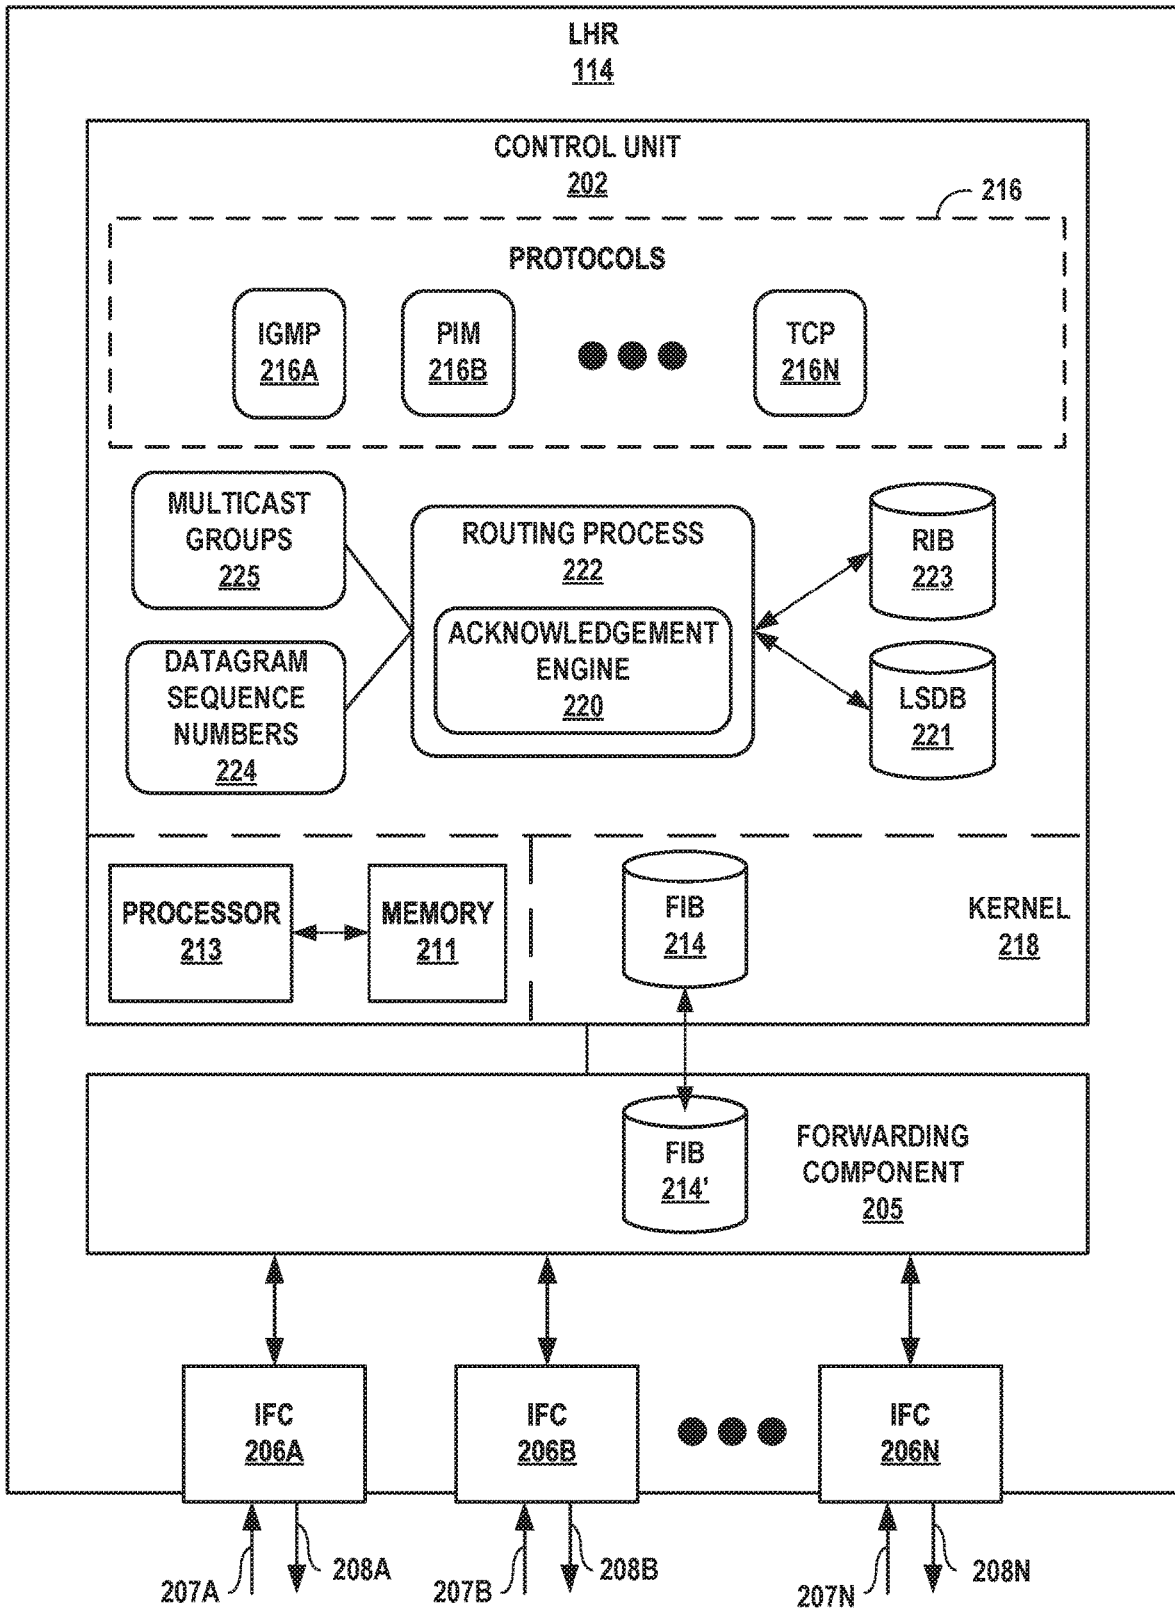 LHR
114
CONTROL UNIT
202
216
PROTOCOLS
IGMP
216A
PIM
216B
TCP
216N
MULTICAST
GROUPS
225
ROUTING PROCESS
222
RIB
223
ACKNOWLEDGEMENT
ENGINE
220
DATAGRAM
SEQUENCE
NUMBERS
224
LSDB
221
PROCESSOR
213
MEMORY
211
FIB
214
KERNEL
218
FIB
214'
FORWARDING
COMPONENT
205
IFC
206A
IFC
206B
IFC
206N
207A
208A
207B
208B
207N
208N